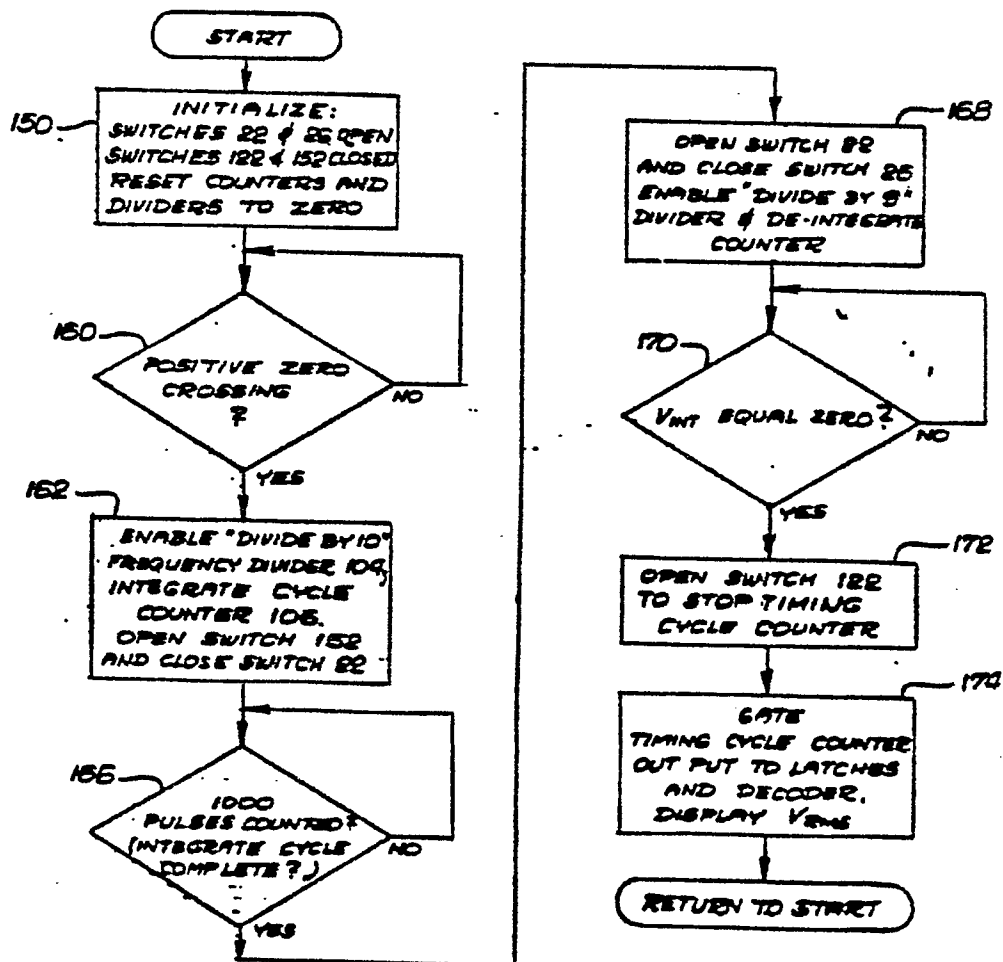 START
150
INITIALIZE:
SWITCHES 22 & 26 OPEN
SWITCHES 122 & 152 CLOSED
RESET COUNTERS AND
DIVIDERS TO ZERO
160
POSITIVE ZERO
CROSSING
?
NO
YES
162
ENABLE "DIVIDE BY 10"
FREQUENCY DIVIDER 104,
INTEGRATE CYCLE
COUNTER 106.
OPEN SWITCH 152
AND CLOSE SWITCH 22
166
1000
PULSES COUNTED?
(INTEGRATE CYCLE
COMPLETE?)
NO
YES
168
OPEN SWITCH 22
AND CLOSE SWITCH 26
ENABLE "DIVIDE BY 9"
DIVIDER & DE-INTEGRATE
COUNTER
170
VINT EQUAL ZERO?
NO
YES
172
OPEN SWITCH 122
TO STOP TIMING
CYCLE COUNTER
174
GATE
TIMING CYCLE COUNTER
OUT PUT TO LATCHES
AND DECODER.
DISPLAY VRMS
RETURN TO START